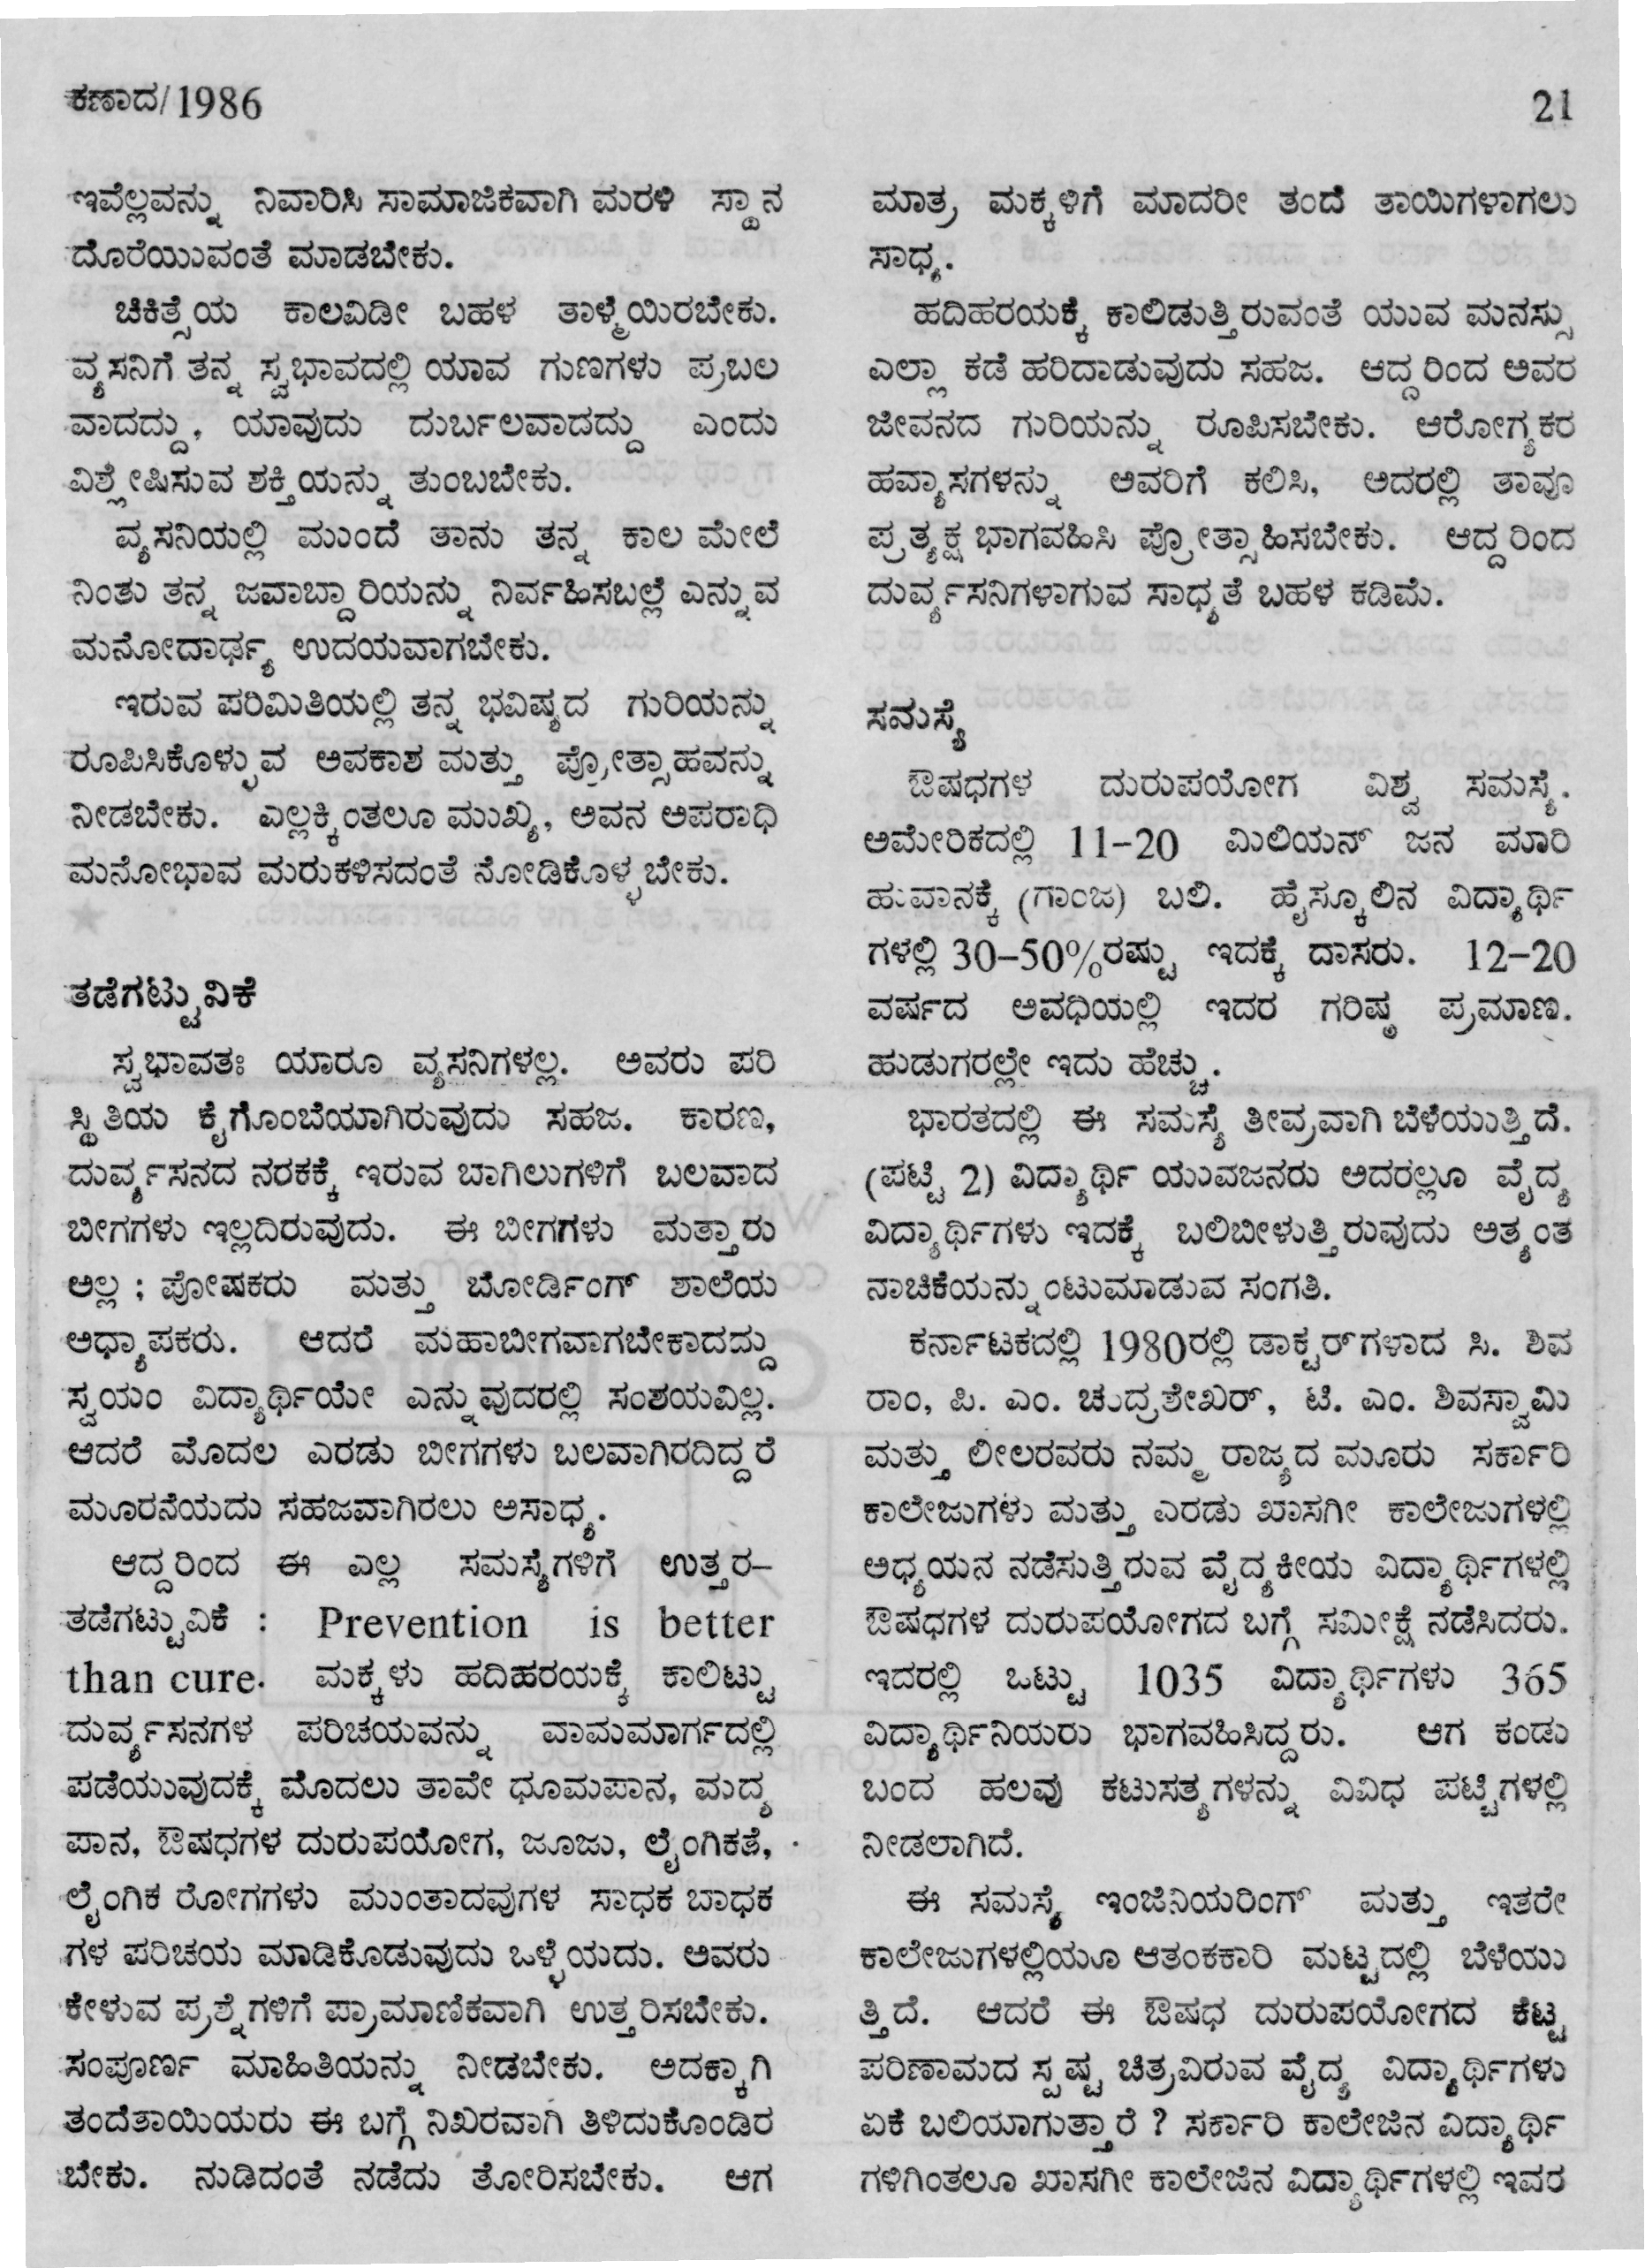 ಕಣಾದ/1986
21
ಇವೆಲ್ಲವನ್ನು ನಿವಾರಿಸಿ ಸಾಮಾಜಿಕವಾಗಿ ಮರಳಿ ಸ್ಥಾನ
ದೊರೆಯುವಂತೆ ಮಾಡಬೇಕು.
ಚಿಕಿತ್ಸೆಯ ಕಾಲವಿಡೀ ಬಹಳ ತಾಳ್ಮೆಯಿರಬೇಕು.
ವ್ಯಸನಿಗೆ ತನ್ನ ಸ್ವಭಾವದಲ್ಲಿ ಯಾವ ಗುಣಗಳು ಪ್ರಬಲ
ವಾದದ್ದು, ಯಾವುದು ದುರ್ಬಲವಾದದ್ದು ಎಂದು
ವಿಶ್ಲೇಷಿಸುವ ಶಕ್ತಿಯನ್ನು ತುಂಬಬೇಕು.
ವ್ಯಸನಿಯಲ್ಲಿ ಮುಂದೆ ತಾನು ತನ್ನ ಕಾಲ ಮೇಲೆ
ನಿಂತು ತನ್ನ ಜವಾಬ್ದಾರಿಯನ್ನು ನಿರ್ವಹಿಸಬಲ್ಲೆ ಎನ್ನುವ
ಮನೋದಾರ್ಢ್ಯ ಉದಯವಾಗಬೇಕು.
ಇರುವ ಪರಿಮಿತಿಯಲ್ಲಿ ತನ್ನ ಭವಿಷ್ಯದ ಗುರಿಯನ್ನು
ರೂಪಿಸಿಕೊಳ್ಳುವ ಅವಕಾಶ ಮತ್ತು ಪ್ರೋತ್ಸಾಹವನ್ನು
ನೀಡಬೇಕು. ಎಲ್ಲಕ್ಕಿಂತಲೂ ಮುಖ್ಯ, ಅವನ ಅಪರಾಧಿ
ಮನೋಭಾವ ಮರುಕಳಿಸದಂತೆ ನೋಡಿಕೊಳ್ಳಬೇಕು.
ತಡೆಗಟ್ಟುವಿಕೆ
ಸ್ವಭಾವತಃ ಯಾರೂ ವ್ಯಸನಿಗಳಲ್ಲ. ಅವರು ಪರಿ
ಸ್ಥಿತಿಯ ಕೈಗೊಂಬೆಯಾಗಿರುವುದು ಸಹಜ. ಕಾರಣ,
ದುರ್ವ್ಯಸನದ ನರಕಕ್ಕೆ ಇರುವ ಬಾಗಿಲುಗಳಿಗೆ ಬಲವಾದ
ಬೀಗಗಳು ಇಲ್ಲದಿರುವುದು. ಈ ಬೀಗಗಳು ಮತ್ತಾರು
ಅಲ್ಲ ; ಪೋಷಕರು ಮತ್ತು ಬೋರ್ಡಿಂಗ್ ಶಾಲೆಯ
ಅಧ್ಯಾಪಕರು. ಆದರೆ ಮಹಾಬೀಗವಾಗಬೇಕಾದದ್ದು
ಸ್ವಯಂ ವಿದ್ಯಾರ್ಥಿಯೇ ಎನ್ನುವುದರಲ್ಲಿ ಸಂಶಯವಿಲ್ಲ.
ಆದರೆ ಮೊದಲ ಎರಡು ಬೀಗಗಳು ಬಲವಾಗಿರದಿದ್ದರೆ
ಮೂರನೆಯದು ಸಹಜವಾಗಿರಲು ಅಸಾಧ್ಯ.
ಆದ್ದರಿಂದ ಈ ಎಲ್ಲ ಸಮಸ್ಯೆಗಳಿಗೆ ಉತ್ತರ–
ತಡೆಗಟ್ಟುವಿಕೆ : Prevention is better
than cure. ಮಕ್ಕಳು ಹದಿಹರಯಕ್ಕೆ ಕಾಲಿಟ್ಟು
ದುರ್ವ್ಯಸನಗಳ ಪರಿಚಯವನ್ನು ವಾಮಮಾರ್ಗದಲ್ಲಿ
ಪಡೆಯುವುದಕ್ಕೆ ಮೊದಲು ತಾವೇ ಧೂಮಪಾನ, ಮದ್ಯ
ಪಾನ, ಔಷಧಗಳ ದುರುಪಯೋಗ, ಜೂಜು, ಲೈಂಗಿಕತೆ,
ಲೈಂಗಿಕ ರೋಗಗಳು ಮುಂತಾದವುಗಳ ಸಾಧಕ ಬಾಧಕ
ಗಳ ಪರಿಚಯ ಮಾಡಿಕೊಡುವುದು ಒಳ್ಳೆಯದು. ಅವರು
ಕೇಳುವ ಪ್ರಶ್ನೆಗಳಿಗೆ ಪ್ರಾಮಾಣಿಕವಾಗಿ ಉತ್ತರಿಸಬೇಕು.
ಸಂಪೂರ್ಣ ಮಾಹಿತಿಯನ್ನು ನೀಡಬೇಕು. ಅದಕ್ಕಾಗಿ
ತಂದೆತಾಯಿಯರು ಈ ಬಗ್ಗೆ ನಿಖರವಾಗಿ ತಿಳಿದುಕೊಂಡಿರ
ಬೇಕು. ನುಡಿದಂತೆ ನಡೆದು ತೋರಿಸಬೇಕು. ಆಗ
ಮಾತ್ರ ಮಕ್ಕಳಿಗೆ ಮಾದರೀ ತಂದೆ ತಾಯಿಗಳಾಗಲು
ಸಾಧ್ಯ.
ಹದಿಹರಯಕ್ಕೆ ಕಾಲಿಡುತ್ತಿರುವಂತೆ ಯುವ ಮನಸ್ಸು
ಎಲ್ಲಾ ಕಡೆ ಹರಿದಾಡುವುದು ಸಹಜ. ಆದ್ದರಿಂದ ಅವರ
ಜೀವನದ ಗುರಿಯನ್ನು ರೂಪಿಸಬೇಕು. ಆರೋಗ್ಯಕರ
ಹವ್ಯಾಸಗಳನ್ನು ಅವರಿಗೆ ಕಲಿಸಿ, ಅದರಲ್ಲಿ ತಾವೂ
ಪ್ರತ್ಯಕ್ಷ ಭಾಗವಹಿಸಿ ಪ್ರೋತ್ಸಾಹಿಸಬೇಕು. ಆದ್ದರಿಂದ
ದುರ್ವ್ಯಸನಿಗಳಾಗುವ ಸಾಧ್ಯತೆ ಬಹಳ ಕಡಿಮೆ.
ಸಮಸ್ಯೆ
ಔಷಧಗಳ ದುರುಪಯೋಗ ವಿಶ್ವ ಸಮಸ್ಯೆ.
ಅಮೇರಿಕದಲ್ಲಿ 11–20 ಮಿಲಿಯನ್ ಜನ ಮಾರಿ
ಹುವಾನಕ್ಕೆ (ಗಾಂಜ) ಬಲಿ. ಹೈಸ್ಕೂಲಿನ ವಿದ್ಯಾರ್ಥಿ
ಗಳಲ್ಲಿ 30–50%ರಷ್ಟು ಇದಕ್ಕೆ ದಾಸರು. 12–20
ವರ್ಷದ ಅವಧಿಯಲ್ಲಿ ಇದರ ಗರಿಷ್ಠ ಪ್ರಮಾಣ.
ಹುಡುಗರಲ್ಲೇ ಇದು ಹೆಚ್ಚು.
ಭಾರತದಲ್ಲಿ ಈ ಸಮಸ್ಯೆ ತೀವ್ರವಾಗಿ ಬೆಳೆಯುತ್ತಿದೆ.
(ಪಟ್ಟಿ 2) ವಿದ್ಯಾರ್ಥಿ ಯುವಜನರು ಅದರಲ್ಲೂ ವೈದ್ಯ
ವಿದ್ಯಾರ್ಥಿಗಳು ಇದಕ್ಕೆ ಬಲಿಬೀಳುತ್ತಿರುವುದು ಅತ್ಯಂತ
ನಾಚಿಕೆಯನ್ನುಂಟುಮಾಡುವ ಸಂಗತಿ.
ಕರ್ನಾಟಕದಲ್ಲಿ 1980ರಲ್ಲಿ ಡಾಕ್ಟರ್‌ಗಳಾದ ಸಿ. ಶಿವ
ರಾಂ, ಪಿ. ಎಂ. ಚಂದ್ರಶೇಖರ್, ಟಿ. ಎಂ. ಶಿವಸ್ವಾಮಿ
ಮತ್ತು ಲೀಲರವರು ನಮ್ಮ ರಾಜ್ಯದ ಮೂರು ಸರ್ಕಾರಿ
ಕಾಲೇಜುಗಳು ಮತ್ತು ಎರಡು ಖಾಸಗೀ ಕಾಲೇಜುಗಳಲ್ಲಿ
ಅಧ್ಯಯನ ನಡೆಸುತ್ತಿರುವ ವೈದ್ಯಕೀಯ ವಿದ್ಯಾರ್ಥಿಗಳಲ್ಲಿ
ಔಷಧಗಳ ದುರುಪಯೋಗದ ಬಗ್ಗೆ ಸಮೀಕ್ಷೆ ನಡೆಸಿದರು.
ಇದರಲ್ಲಿ ಒಟ್ಟು 1035 ವಿದ್ಯಾರ್ಥಿಗಳು 365
ವಿದ್ಯಾರ್ಥಿನಿಯರು ಭಾಗವಹಿಸಿದ್ದರು. ಆಗ ಕಂಡು
ಬಂದ ಹಲವು ಕಟುಸತ್ಯಗಳನ್ನು ವಿವಿಧ ಪಟ್ಟಿಗಳಲ್ಲಿ
ನೀಡಲಾಗಿದೆ.
ಈ ಸಮಸ್ಯೆ ಇಂಜಿನಿಯರಿಂಗ್ ಮತ್ತು ಇತರೇ
ಕಾಲೇಜುಗಳಲ್ಲಿಯೂ ಆತಂಕಕಾರಿ ಮಟ್ಟದಲ್ಲಿ ಬೆಳೆಯು
ತ್ತಿದೆ. ಆದರೆ ಈ ಔಷಧ ದುರುಪಯೋಗದ ಕೆಟ್ಟ
ಪರಿಣಾಮದ ಸ್ಪಷ್ಟ ಚಿತ್ರವಿರುವ ವೈದ್ಯ ವಿದ್ಯಾರ್ಥಿಗಳು
ಏಕೆ ಬಲಿಯಾಗುತ್ತಾರೆ ? ಸರ್ಕಾರಿ ಕಾಲೇಜಿನ ವಿದ್ಯಾರ್ಥಿ
ಗಳಿಗಿಂತಲೂ ಖಾಸಗೀ ಕಾಲೇಜಿನ ವಿದ್ಯಾರ್ಥಿಗಳಲ್ಲಿ ಇವರ